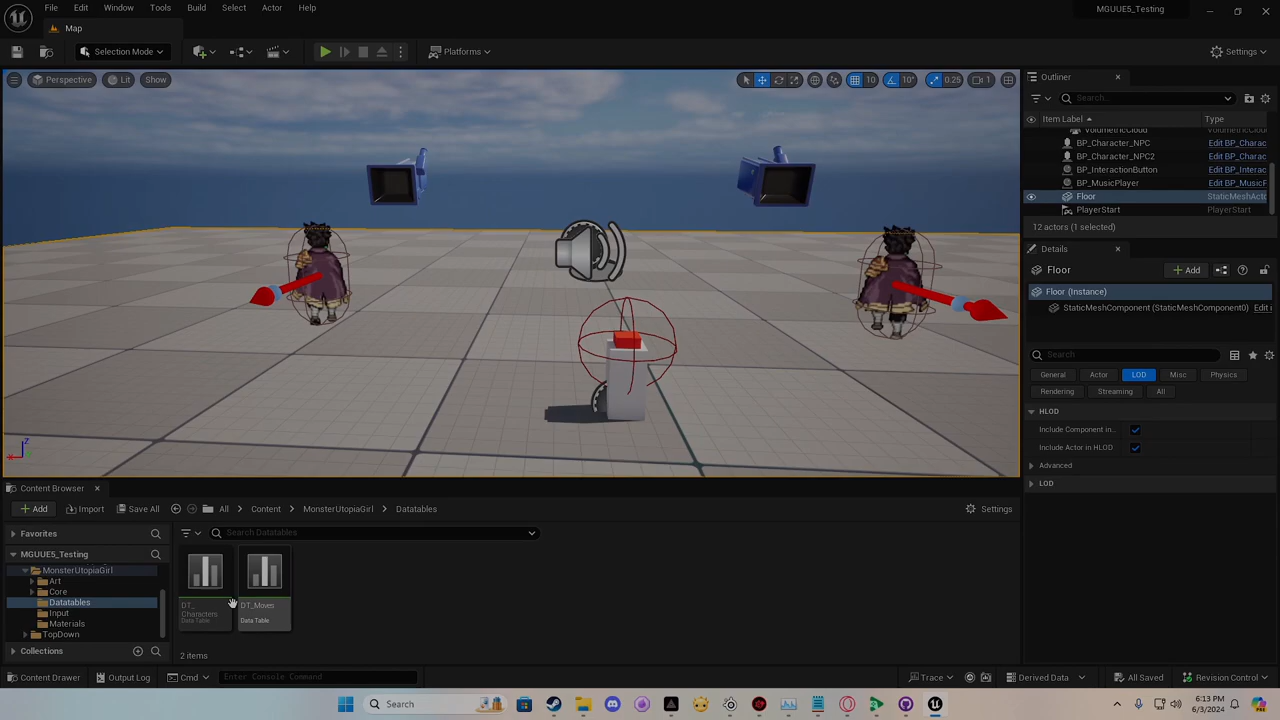 File Edit Window Tools Build Select Actor Help
MGUUE5_Testing
Map
Selection Mode
Platforms
Settings
Perspective
Lit
Show
10
10°
0.25
1
Outliner
Search...
Item Label
Type
VolumetricCloud
VolumetricCloud
BP_Character_NPC
Edit BP_Charac
BP_Character_NPC2
Edit BP_Charac
BP_InteractionButton
Edit BP_Interac
BP_MusicPlayer
Edit BP_MusicF
Floor
StaticMeshActo
PlayerStart
PlayerStart
12 actors (1 selected)
Details
Floor
Add
Floor (Instance)
StaticMeshComponent (StaticMeshComponent0)
Edit i
Search
General
Actor
LOD
Misc
Physics
Rendering
Streaming
All
HLOD
Include Component in..
Include Actor in HLOD
Advanced
LOD
Content Browser
Add
Import
Save All
All
Content
MonsterUtopiaGirl
Datatables
Settings
Favorites
MGUUE5_Testing
MonsterUtopiaGirl
Art
Core
Datatables
Input
Materials
TopDown
Collections
Search Datatables
DT_
Characters
Data Table
DT_Moves
Data Table
2 items
Content Drawer
Output Log
Cmd
Enter Console Command
Trace
Derived Data
All Saved
Revision Control
Search
6:13 PM
6/3/2024